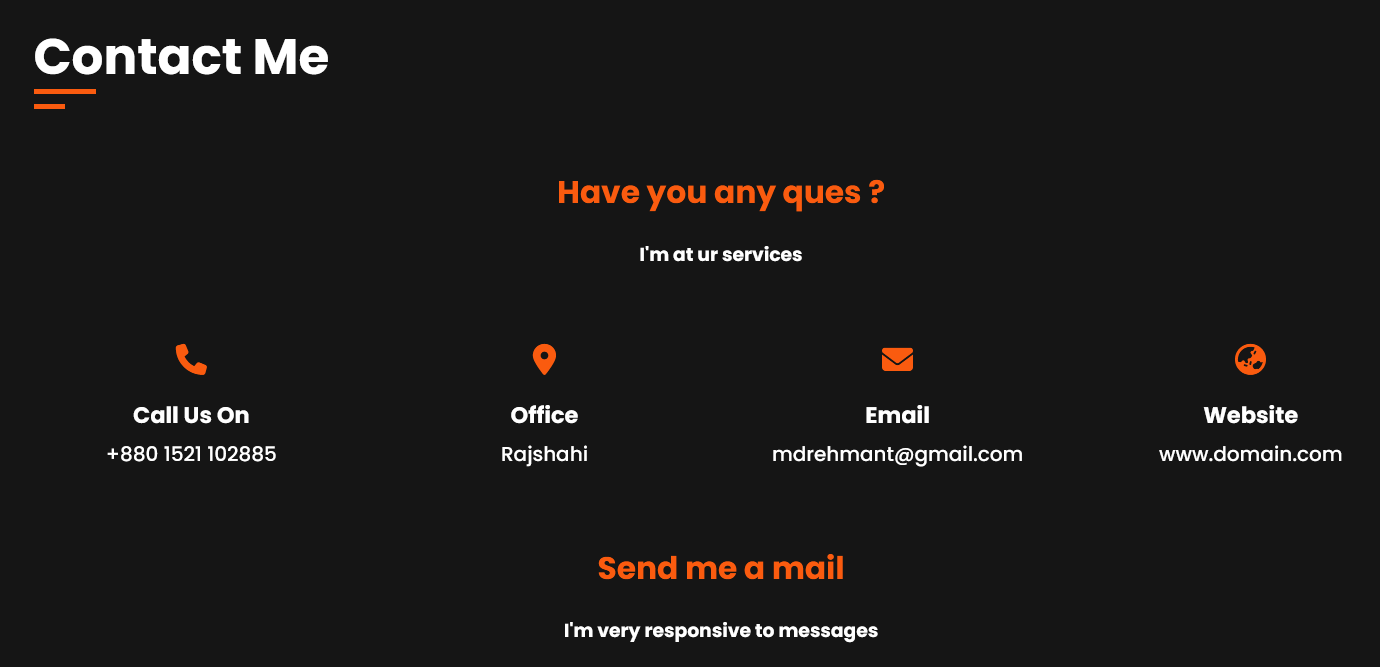 Contact Me
Have you any ques ?
I'm at ur services
Call Us On
Office
Email
Website
+880 1521 102885
Rajshahi
mdrehmant@gmail.com
www.domain.com
Send me a mail
I'm very responsive to messages